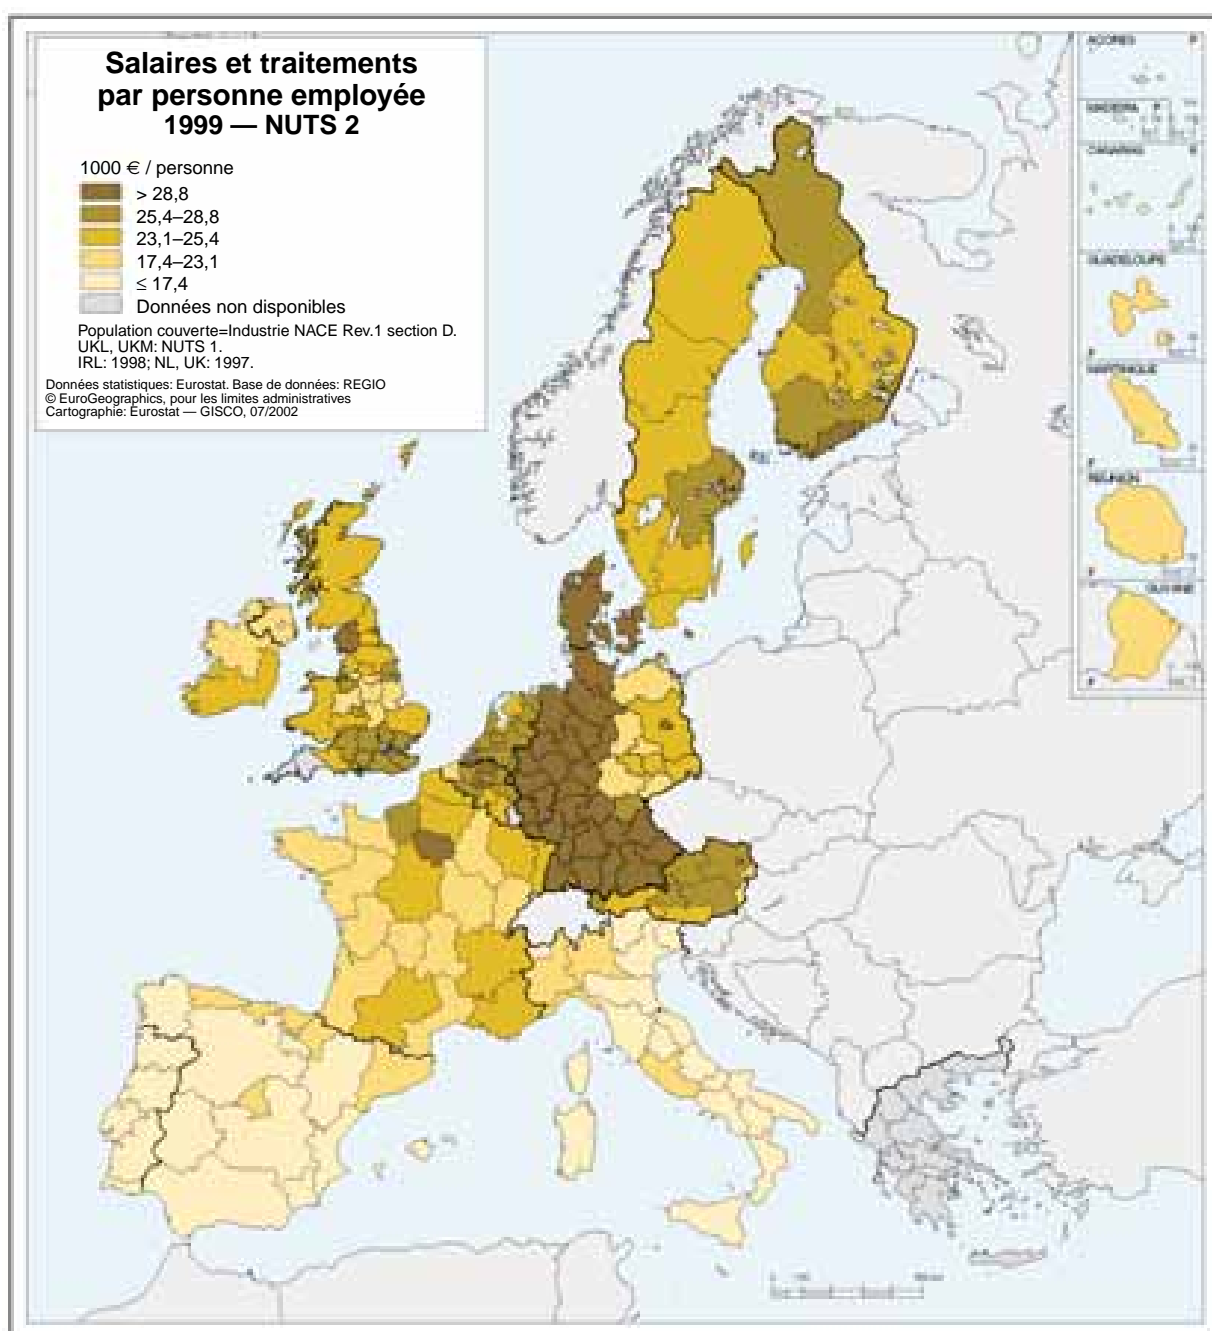 Salaires et traitements
par personne employée
1999 — NUTS 2
1000 € / personne
> 28,8
25,4–28,8
23,1–25,4
17,4–23,1
≤ 17,4
Données non disponibles
Population couverte=Industrie NACE Rev.1 section D.
UKL, UKM: NUTS 1.
IRL: 1998; NL, UK: 1997.
Données statistiques: Eurostat. Base de données: REGIO
© EuroGeographics, pour les limites administratives
Cartographie: Eurostat — GISCO, 07/2002
AÇORES P
MADEIRA P
CANARIAS E
GUADELOUPE
F
MARTINIQUE
F
RÉUNION
F
GUYANE
F